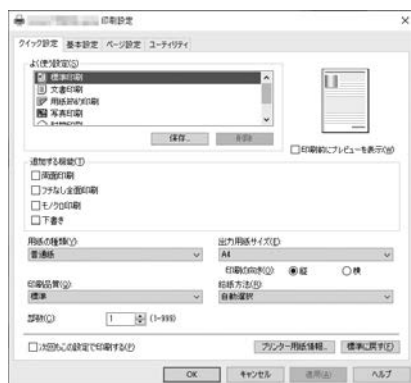 印刷設定
クイック設定 基本設定 ページ設定 ユーティリティ
よく使う設定(S)
標準印刷
文書印刷
用紙節約印刷
写真印刷
保存...
削除
印刷前にプレビューを表示(W)
追加する機能(T)
両面印刷
フチなし全面印刷
モノクロ印刷
下書き
用紙の種類(Y):
普通紙
出力用紙サイズ(Z):
A4
印刷の向き(O):
縦
横
印刷品質(Q):
標準
給紙方法(R):
自動選択
部数(C):
1
(1-999)
次回もこの設定で印刷する(P)
プリンター用紙情報...
標準に戻す(F)
OK
キャンセル
適用(A)
ヘルプ